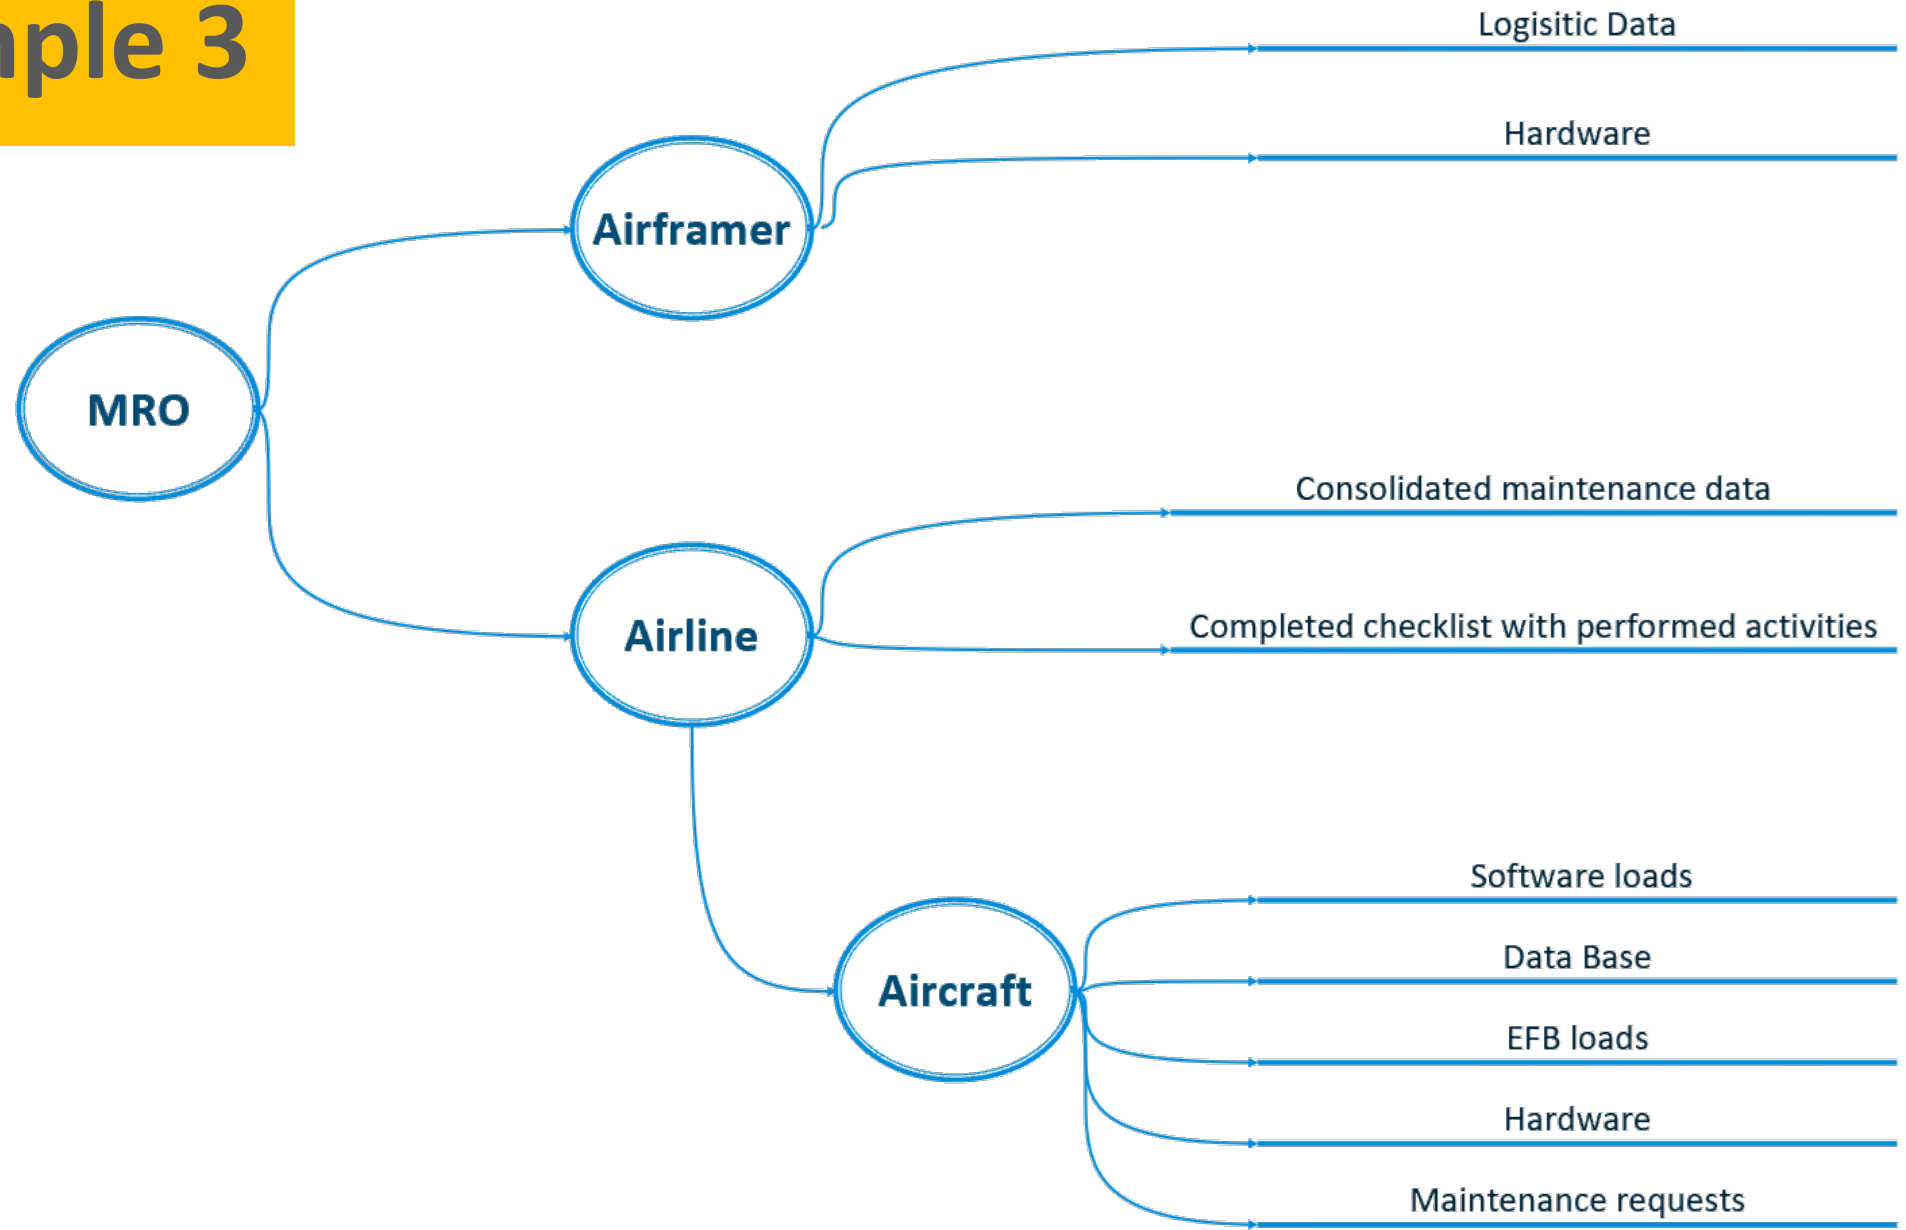 ple 3
Logisitic Data
Hardware
Airframer
MRO
Consolidated maintenance data
Completed checklist with performed activities
Airline
Software loads
Data Base
Aircraft
EFB loads
Hardware
Maintenance requests